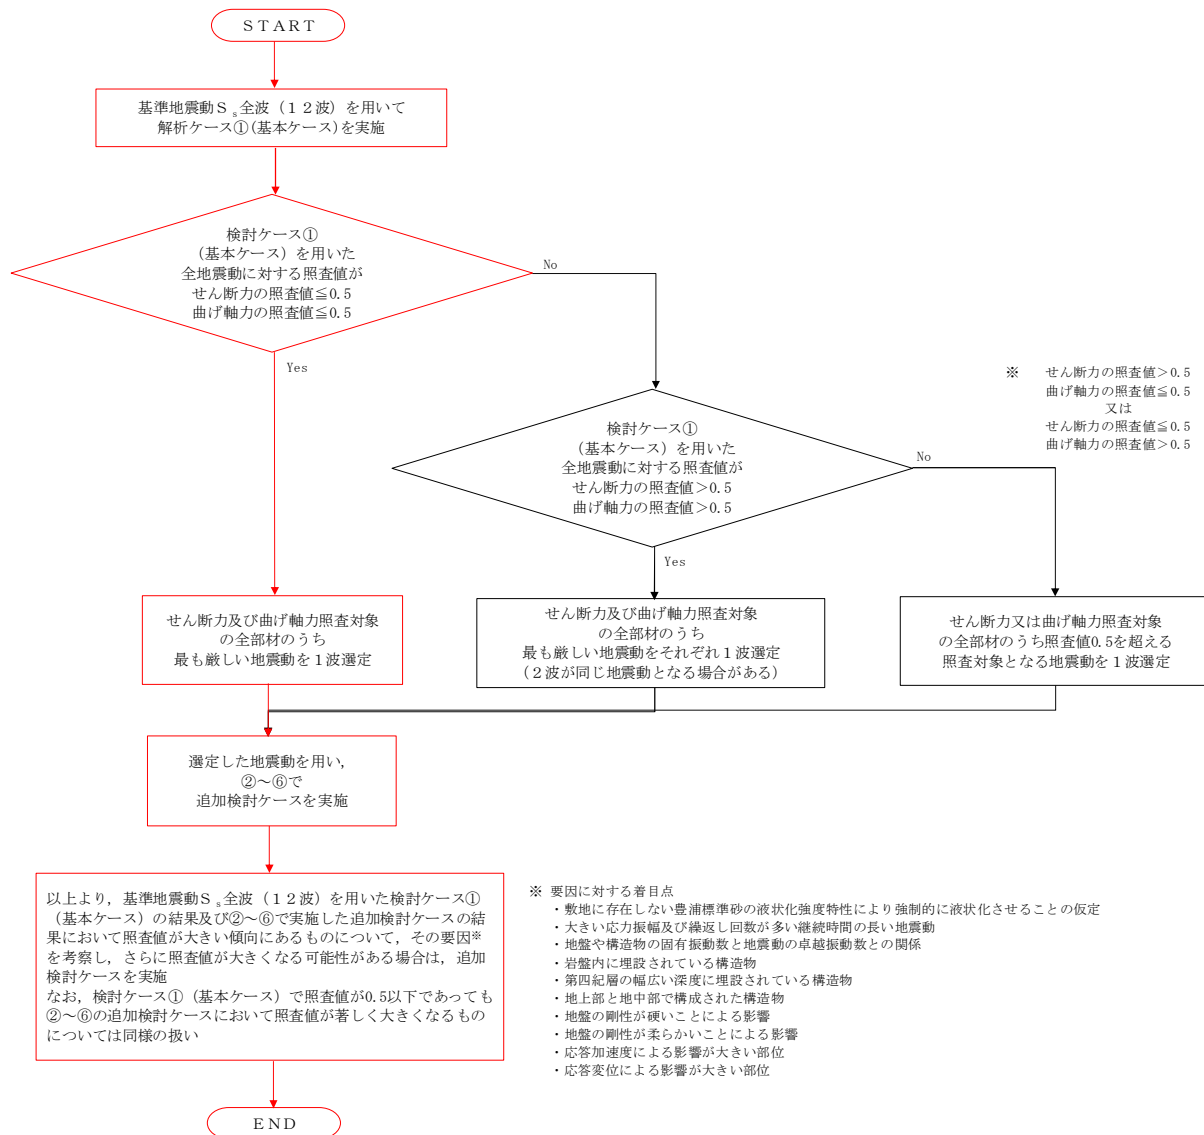 ＳＴＡＲＴ
基準地震動Ｓｓ全波（１２波）を用いて
解析ケース①(基本ケース)を実施
検討ケース①
（基本ケース）を用いた
全地震動に対する照査値が
せん断力の照査値≦0.5
曲げ軸力の照査値≦0.5
No
Yes
※　せん断力の照査値＞0.5
曲げ軸力の照査値≦0.5
又は
せん断力の照査値≦0.5
曲げ軸力の照査値＞0.5
検討ケース①
（基本ケース）を用いた
全地震動に対する照査値が
せん断力の照査値＞0.5
曲げ軸力の照査値＞0.5
No
Yes
せん断力及び曲げ軸力照査対象
の全部材のうち
最も厳しい地震動を１波選定
せん断力及び曲げ軸力照査対象
の全部材のうち
最も厳しい地震動をそれぞれ１波選定
（２波が同じ地震動となる場合がある）
せん断力又は曲げ軸力照査対象
の全部材のうち照査値0.5を超える
照査対象となる地震動を１波選定
選定した地震動を用い，
②～⑥で
追加検討ケースを実施
以上より，基準地震動Ｓｓ全波（１２波）を用いた検討ケース①
（基本ケース）の結果及び②～⑥で実施した追加検討ケースの結
果において照査値が大きい傾向にあるものについて，その要因※
を考察し，さらに照査値が大きくなる可能性がある場合は，追加
検討ケースを実施
なお，検討ケース①（基本ケース）で照査値が0.5以下であっても
②～⑥の追加検討ケースにおいて照査値が著しく大きくなるもの
については同様の扱い
※ 要因に対する着目点
・敷地に存在しない豊浦標準砂の液状化強度特性により強制的に液状化させることの仮定
・大きい応力振幅及び繰返し回数が多い継続時間の長い地震動
・地盤や構造物の固有振動数と地震動の卓越振動数との関係
・岩盤内に埋設されている構造物
・第四紀層の幅広い深度に埋設されている構造物
・地上部と地中部で構成された構造物
・地盤の剛性が硬いことによる影響
・地盤の剛性が柔らかいことによる影響
・応答加速度による影響が大きい部位
・応答変位による影響が大きい部位
ＥＮＤ